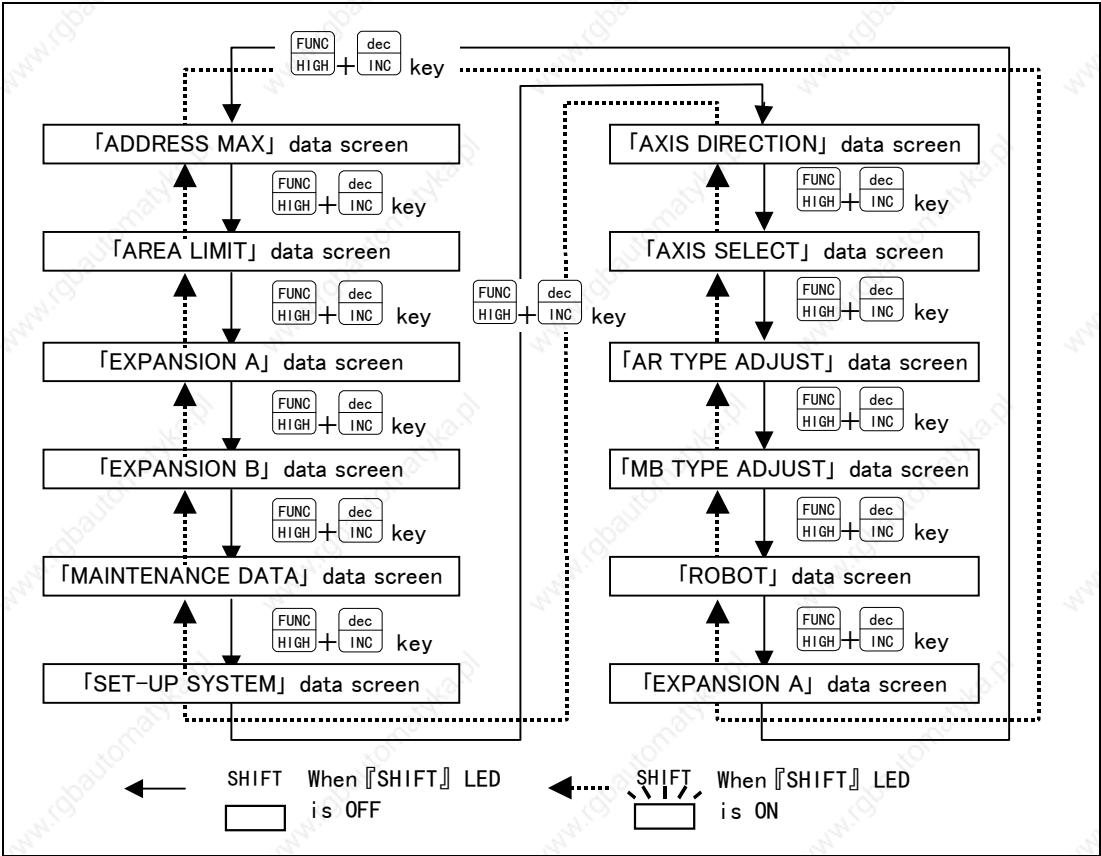 FUNC HIGH + dec INC key
「ADDRESS MAX」 data screen
FUNC HIGH + dec INC key
「AREA LIMIT」 data screen
FUNC HIGH + dec INC key
「EXPANSION A」 data screen
FUNC HIGH + dec INC key
「EXPANSION B」 data screen
FUNC HIGH + dec INC key
「MAINTENANCE DATA」 data screen
FUNC HIGH + dec INC key
「SET-UP SYSTEM」 data screen
FUNC HIGH + dec INC key
「AXIS DIRECTION」 data screen
FUNC HIGH + dec INC key
「AXIS SELECT」 data screen
FUNC HIGH + dec INC key
「AR TYPE ADJUST」 data screen
FUNC HIGH + dec INC key
「MB TYPE ADJUST」 data screen
FUNC HIGH + dec INC key
「ROBOT」 data screen
FUNC HIGH + dec INC key
「EXPANSION A」 data screen
SHIFT When『SHIFT』 LED
is OFF
SHIFT When『SHIFT』 LED
is ON
www.rgbautomatyka.pl